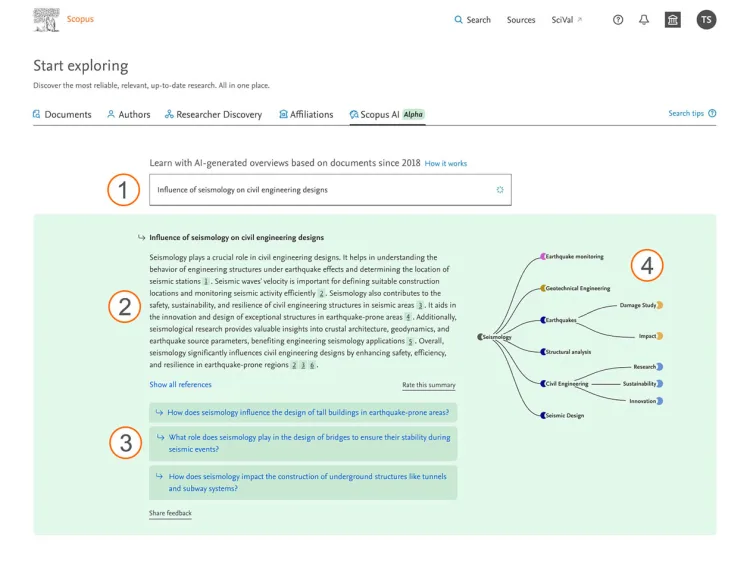 Scopus
Search Sources SciVal
TS
Start exploring
Discover the most reliable, relevant, up-to-date research. All in one place.
Documents Authors Researcher Discovery Affiliations Scopus AI Alpha
Search tips
Learn with AI-generated overviews based on documents since 2018 How it works
1
Influence of seismology on civil engineering designs
Influence of seismology on civil engineering designs
2
Seismology plays a crucial role in civil engineering designs. It helps in understanding the
behavior of engineering structures under earthquake effects and determining the location of
seismic stations 1 . Seismic waves' velocity is important for defining suitable construction
locations and monitoring seismic activity efficiently 2 . Seismology also contributes to the
safety, sustainability, and resilience of civil engineering structures in seismic areas 3 . It aids in
the innovation and design of exceptional structures in earthquake-prone areas 4 . Additionally,
seismological research provides valuable insights into crustal architecture, geodynamics, and
earthquake source parameters, benefiting engineering seismology applications 5 . Overall,
seismology significantly influences civil engineering designs by enhancing safety, efficiency,
and resilience in earthquake-prone regions 2 3 6 .
Show all references
Rate this summary
3
How does seismology influence the design of tall buildings in earthquake-prone areas?
What role does seismology play in the design of bridges to ensure their stability during
seismic events?
How does seismology impact the construction of underground structures like tunnels
and subway systems?
Share feedback
4
Seismology
Earthquake monitoring
Geotechnical Engineering
Earthquakes
Damage Study
Impact
Structural analysis
Civil Engineering
Research
Sustainability
Innovation
Seismic Design